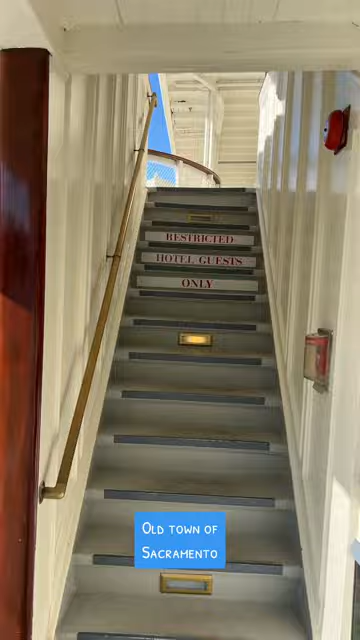 RESTRICTED
HOTEL GUESTS
ONLY
OLD TOWN OF
SACRAMENTO